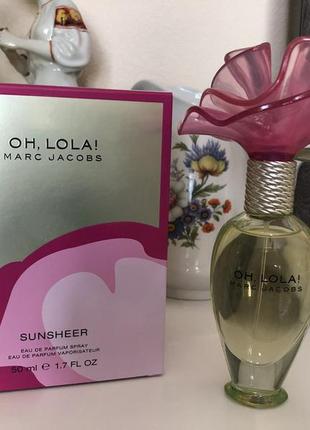 OH, LOLA!
MARC JACOBS
SUNSHEER
EAU DE PARFUM SPRAY
EAU DE PARFUM VAPORISATEUR
50 ml ℮ 1.7 FL OZ
OH, LOLA!
MARC JACOBS